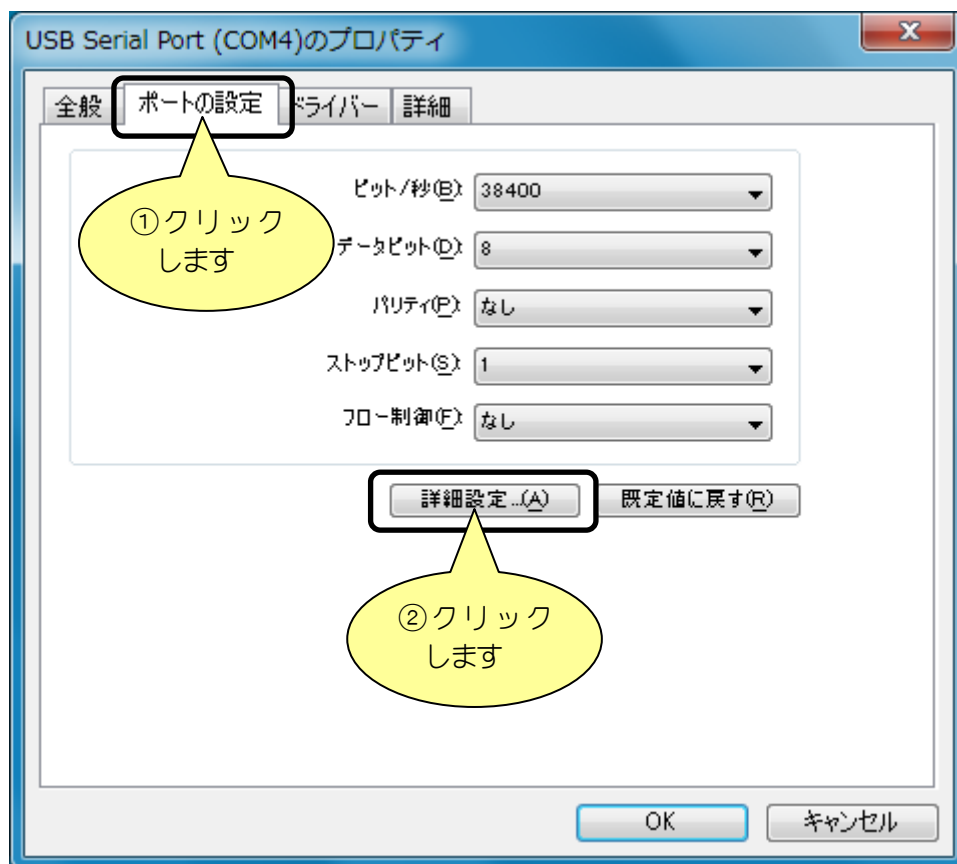 USB Serial Port (COM4)のプロパティ
全般 ポートの設定 ドライバー 詳細
ビット/秒(B): 38400
①クリック
します
データビット(D): 8
パリティ(P): なし
ストップビット(S): 1
フロー制御(F): なし
詳細設定...(A) 既定値に戻す(R)
②クリック
します
OK キャンセル